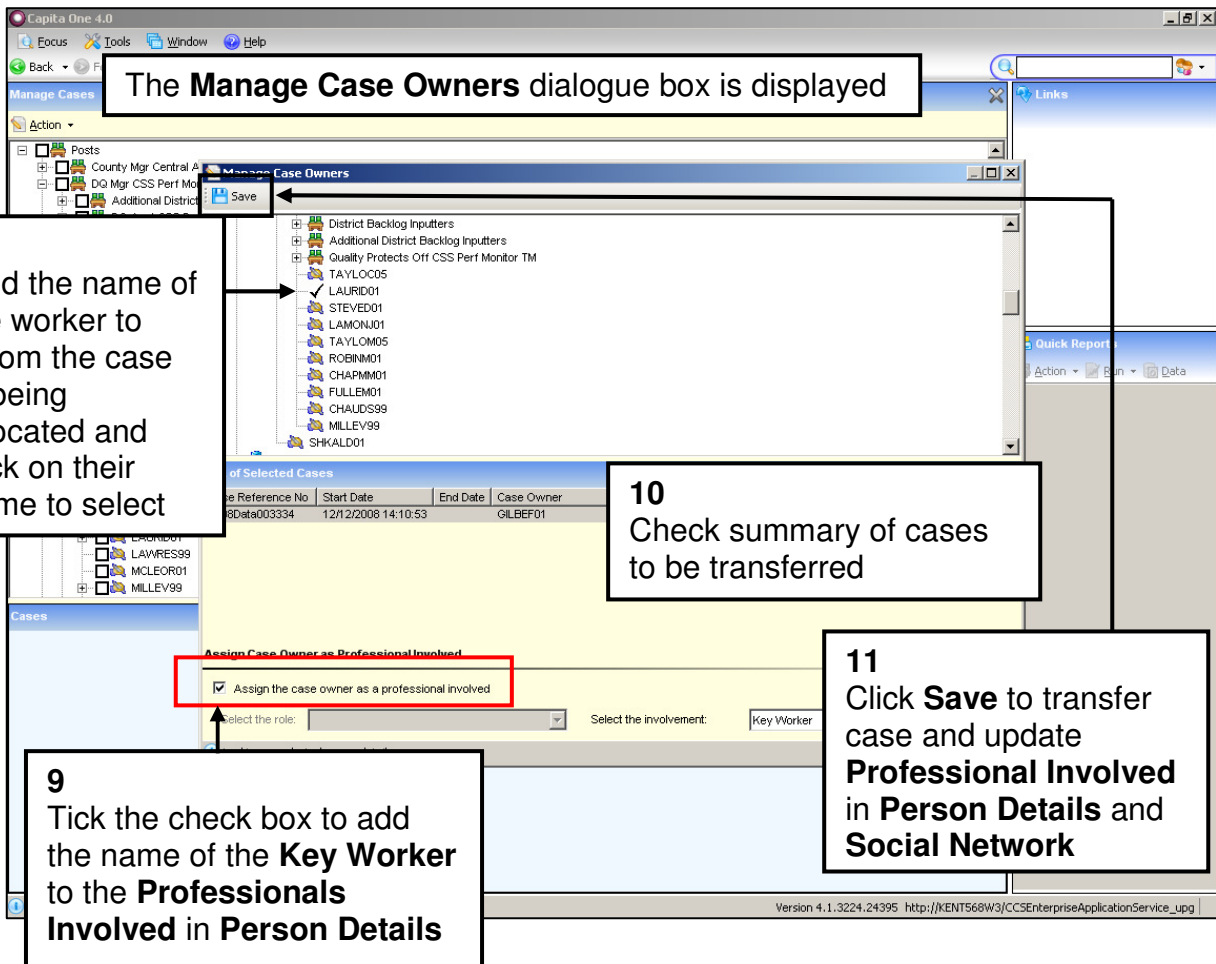 Capita One 4.0
Focus Tools Window Help
Back
The Manage Case Owners dialogue box is displayed
Manage Cases
Links
Action
Posts
County Mgr Central A
DQ Mgr CSS Perf Mo
Additional District
Manage Case Owners
Save
District Backlog Inputters
Additional District Backlog Inputters
Quality Protects Off CSS Perf Monitor TM
TAYLOC05
LAURID01
STEVED01
LAMONJ01
TAYLOM05
ROBINM01
CHAPMM01
FULLEM01
CHAUDS99
MILLEV99
SHKALD01
d the name of
worker to
om the case
being
ocated and
ck on their
me to select
Quick Reports
Action Run Data
of Selected Cases
se Reference No Start Date End Date Case Owner
8Data003334 12/12/2008 14:10:53 GILBEF01
10
Check summary of cases
to be transferred
LAURID01
LAWRES99
MCLEOR01
MILLEV99
Cases
Assign Case Owner as Professional Involved
Assign the case owner as a professional involved
Select the role: Select the involvement: Key Worker
9
Tick the check box to add
the name of the Key Worker
to the Professionals
Involved in Person Details
11
Click Save to transfer
case and update
Professional Involved
in Person Details and
Social Network
Version 4.1.3224.24395 http://KENT568W3/CCSEnterpriseApplicationService_upg